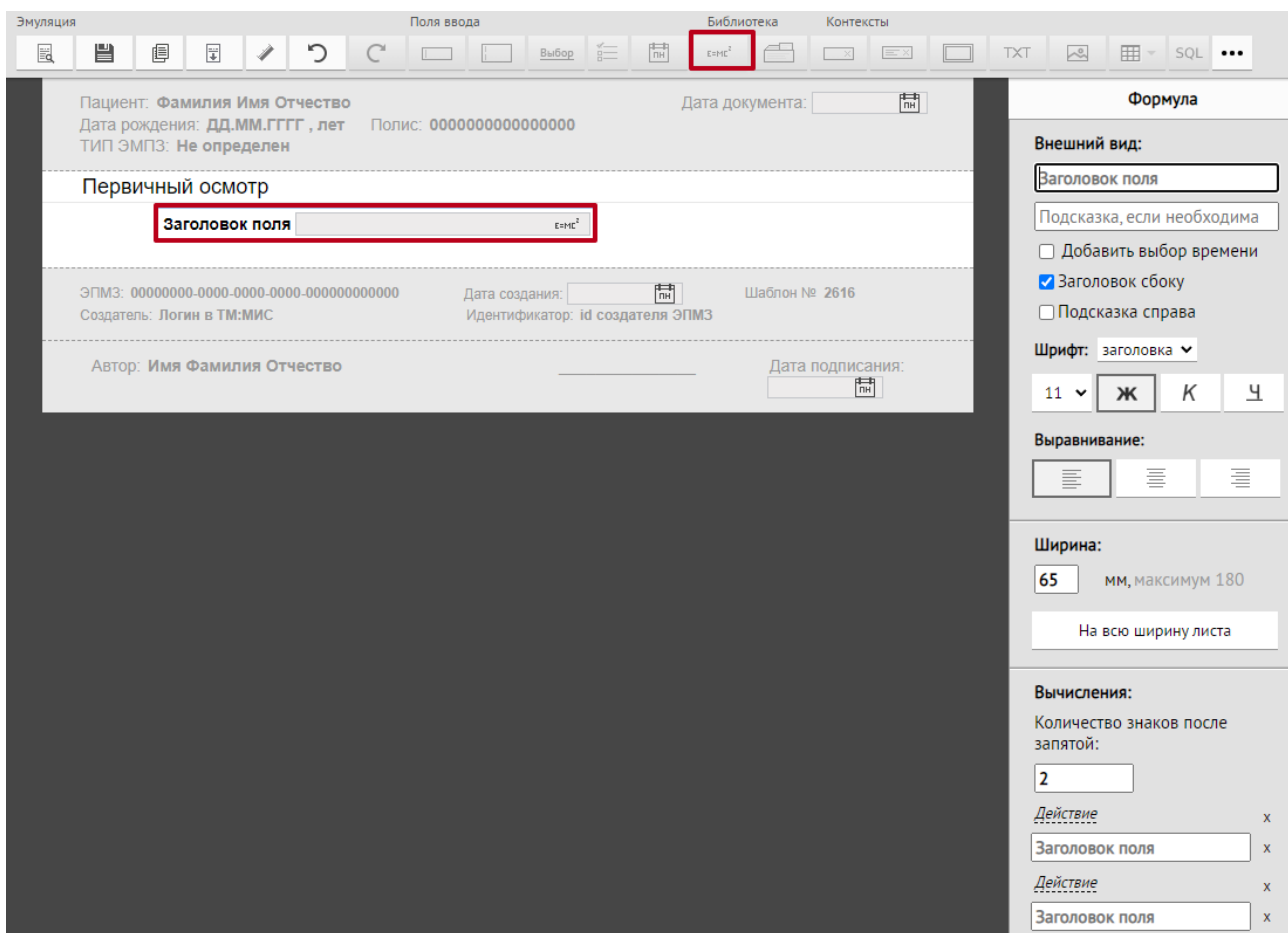 Эмуляция Поля ввода Библиотека Контексты
Выбор ПН E=MC² TXT SQL
Пациент: Фамилия Имя Отчество Дата документа: ПН
Дата рождения: ДД.ММ.ГГГГ , лет Полис: 0000000000000000
ТИП ЭМПЗ: Не определен
Первичный осмотр
Заголовок поля E=MC²
ЭПМЗ: 00000000-0000-0000-0000-000000000000 Дата создания: ПН Шаблон № 2616
Создатель: Логин в ТМ:МИС Идентификатор: id создателя ЭПМЗ
Автор: Имя Фамилия Отчество Дата подписания:
ПН
Формула
Внешний вид:
Заголовок поля
Подсказка, если необходима
Добавить выбор времени
Заголовок сбоку
Подсказка справа
Шрифт: заголовка
11 Ж К Ч
Выравнивание:
Ширина:
65 мм, максимум 180
На всю ширину листа
Вычисления:
Количество знаков после
запятой:
2
Действие x
Заголовок поля x
Действие x
Заголовок поля x